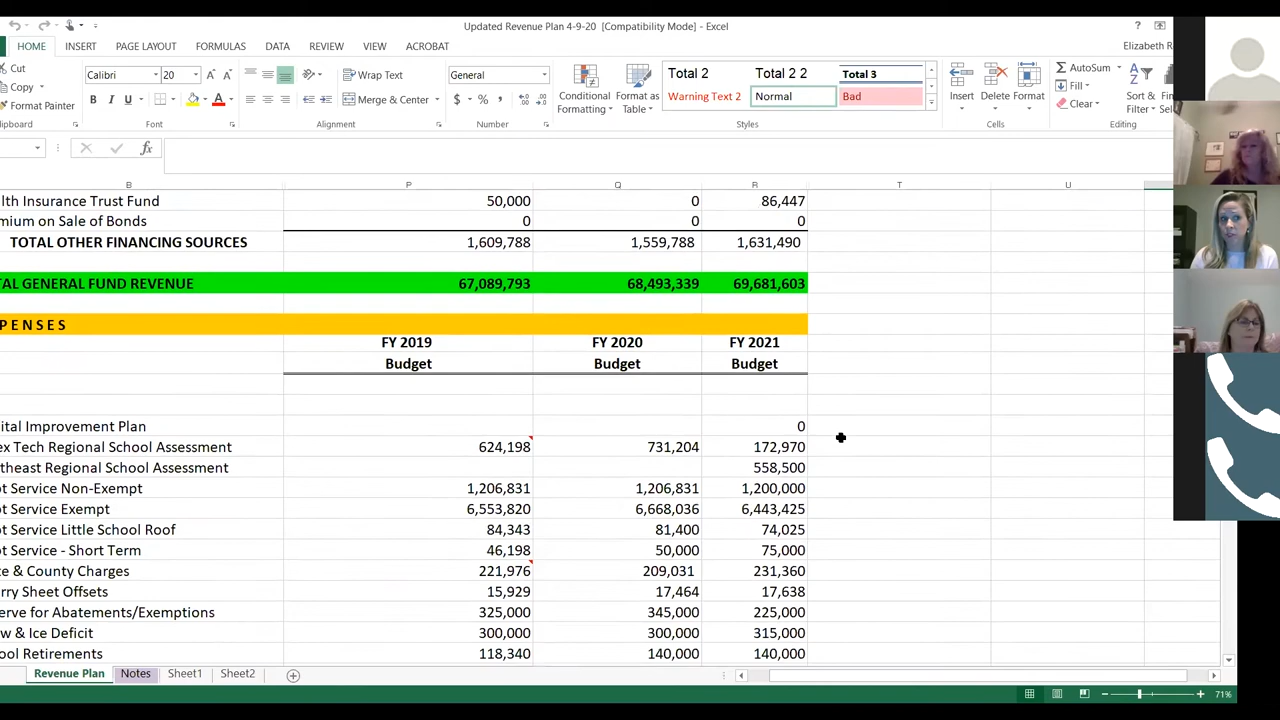 Updated Revenue Plan 4-9-20 [Compatibility Mode] - Excel
?
HOME INSERT PAGE LAYOUT FORMULAS DATA REVIEW VIEW ACROBAT Elizabeth R
Cut
Copy
Format Painter
Calibri 20
B I U
Wrap Text
Merge & Center
General
$ % ,
Conditional Formatting
Format as Table
Total 2 Total 2 2 Total 3
Warning Text 2 Normal Bad
Insert Delete Format
AutoSum
Fill
Clear
Sort & Filter
lipboard Font Alignment Number Styles Cells Editing
fx
B P Q R T U
lth Insurance Trust Fund 50,000 0 86,447
mium on Sale of Bonds 0 0 0
TOTAL OTHER FINANCING SOURCES 1,609,788 1,559,788 1,631,490
TAL GENERAL FUND REVENUE 67,089,793 68,493,339 69,681,603
P E N S E S
FY 2019 FY 2020 FY 2021
Budget Budget Budget
ital Improvement Plan 0
ex Tech Regional School Assessment 624,198 731,204 172,970
theast Regional School Assessment 558,500
ot Service Non-Exempt 1,206,831 1,206,831 1,200,000
ot Service Exempt 6,553,820 6,668,036 6,443,425
ot Service Little School Roof 84,343 81,400 74,025
ot Service - Short Term 46,198 50,000 75,000
te & County Charges 221,976 209,031 231,360
rry Sheet Offsets 15,929 17,464 17,638
erve for Abatements/Exemptions 325,000 345,000 225,000
w & Ice Deficit 300,000 300,000 315,000
ool Retirements 118,340 140,000 140,000
Revenue Plan Notes Sheet1 Sheet2
71%